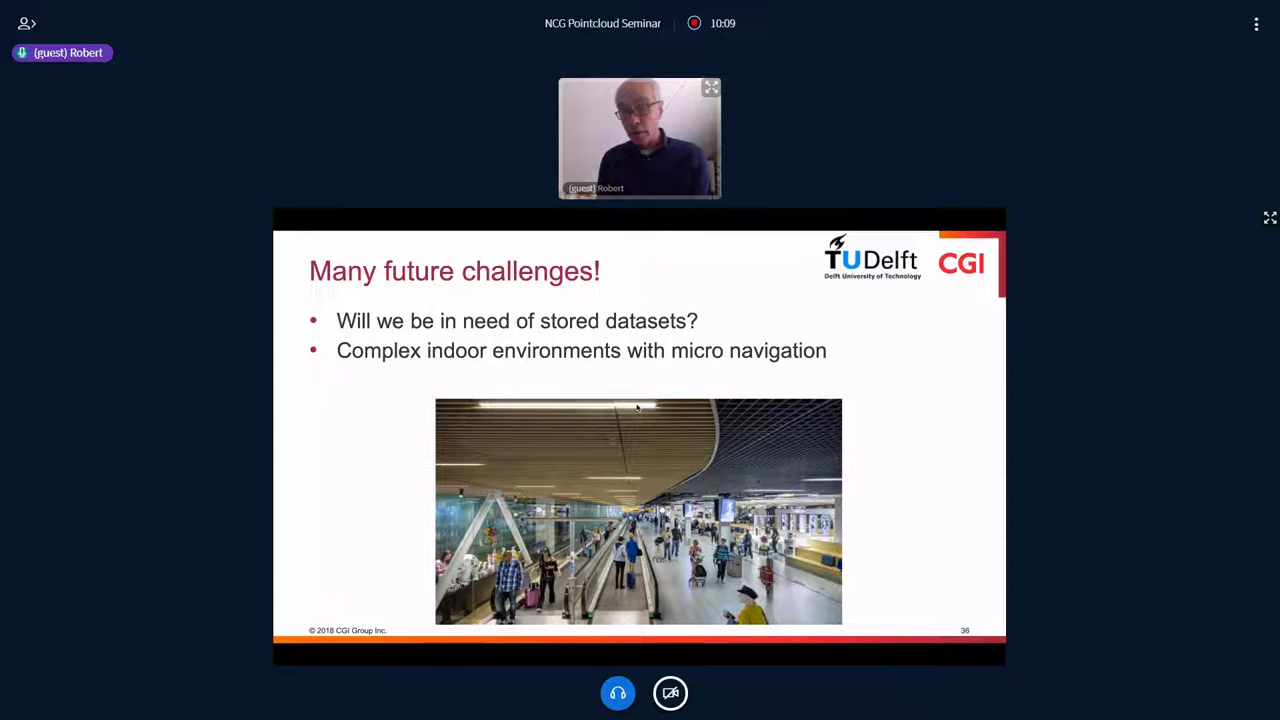 NCG Pointcloud Seminar
10:09
(guest) Robert
(guest) Robert
TUDelft
Delft University of Technology
CGI
Many future challenges!
• Will we be in need of stored datasets?
• Complex indoor environments with micro navigation
© 2018 CGI Group Inc.
36